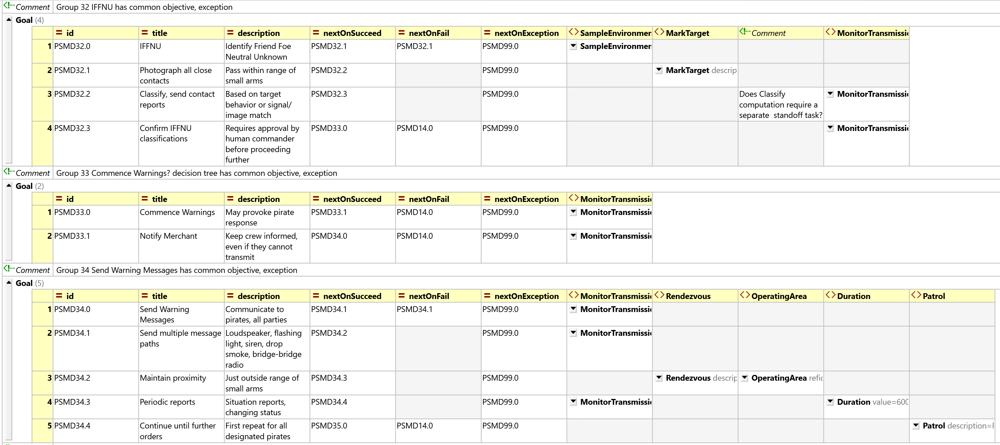 Comment Group 32 IFFNU has common objective, exception
Goal (4)
id title description nextOnSucceed nextOnFail nextOnException SampleEnvironmen MarkTarget Comment MonitorTransmissi
1 PSMD32.0 IFFNU Identify Friend Foe PSMD32.1 PSMD32.1 PSMD99.0 SampleEnvironmen
Neutral Unknown
2 PSMD32.1 Photograph all close Pass within range of PSMD32.2 PSMD99.0 MarkTarget descrip
contacts small arms
3 PSMD32.2 Classify, send contact Based on target PSMD32.3 PSMD99.0 Does Classify MonitorTransmissi
reports behavior or signal/ computation require a
image match separate standoff task?
4 PSMD32.3 Confirm IFFNU Requires approval by PSMD33.0 PSMD14.0 PSMD99.0 MonitorTransmissi
classifications human commander
before proceeding
further
Comment Group 33 Commence Warnings? decision tree has common objective, exception
Goal (2)
id title description nextOnSucceed nextOnFail nextOnException MonitorTransmissi
1 PSMD33.0 Commence Warnings May provoke pirate PSMD33.1 PSMD14.0 PSMD99.0 MonitorTransmissi
response
2 PSMD33.1 Notify Merchant Keep crew informed, PSMD34.0 PSMD14.0 PSMD99.0 MonitorTransmissi
even if they cannot
transmit
Comment Group 34 Send Warning Messages has common objective, exception
Goal (5)
id title description nextOnSucceed nextOnFail nextOnException MonitorTransmissi Rendezvous OperatingArea Duration Patrol
1 PSMD34.0 Send Warning Communicate to PSMD34.1 PSMD34.1 PSMD99.0 MonitorTransmissi
Messages pirates, all parties
2 PSMD34.1 Send multiple message Loudspeaker, flashing PSMD34.2 PSMD99.0 MonitorTransmissi
paths light, siren, drop
smoke, bridge-bridge
radio
3 PSMD34.2 Maintain proximity Just outside range of PSMD34.3 PSMD99.0 Rendezvous descrip OperatingArea refid
small arms
4 PSMD34.3 Periodic reports Situation reports, PSMD34.4 PSMD99.0 MonitorTransmissi Duration value=600
changing status
5 PSMD34.4 Continue until further First repeat for all PSMD35.0 PSMD14.0 PSMD99.0 Patrol description=
orders designated pirates